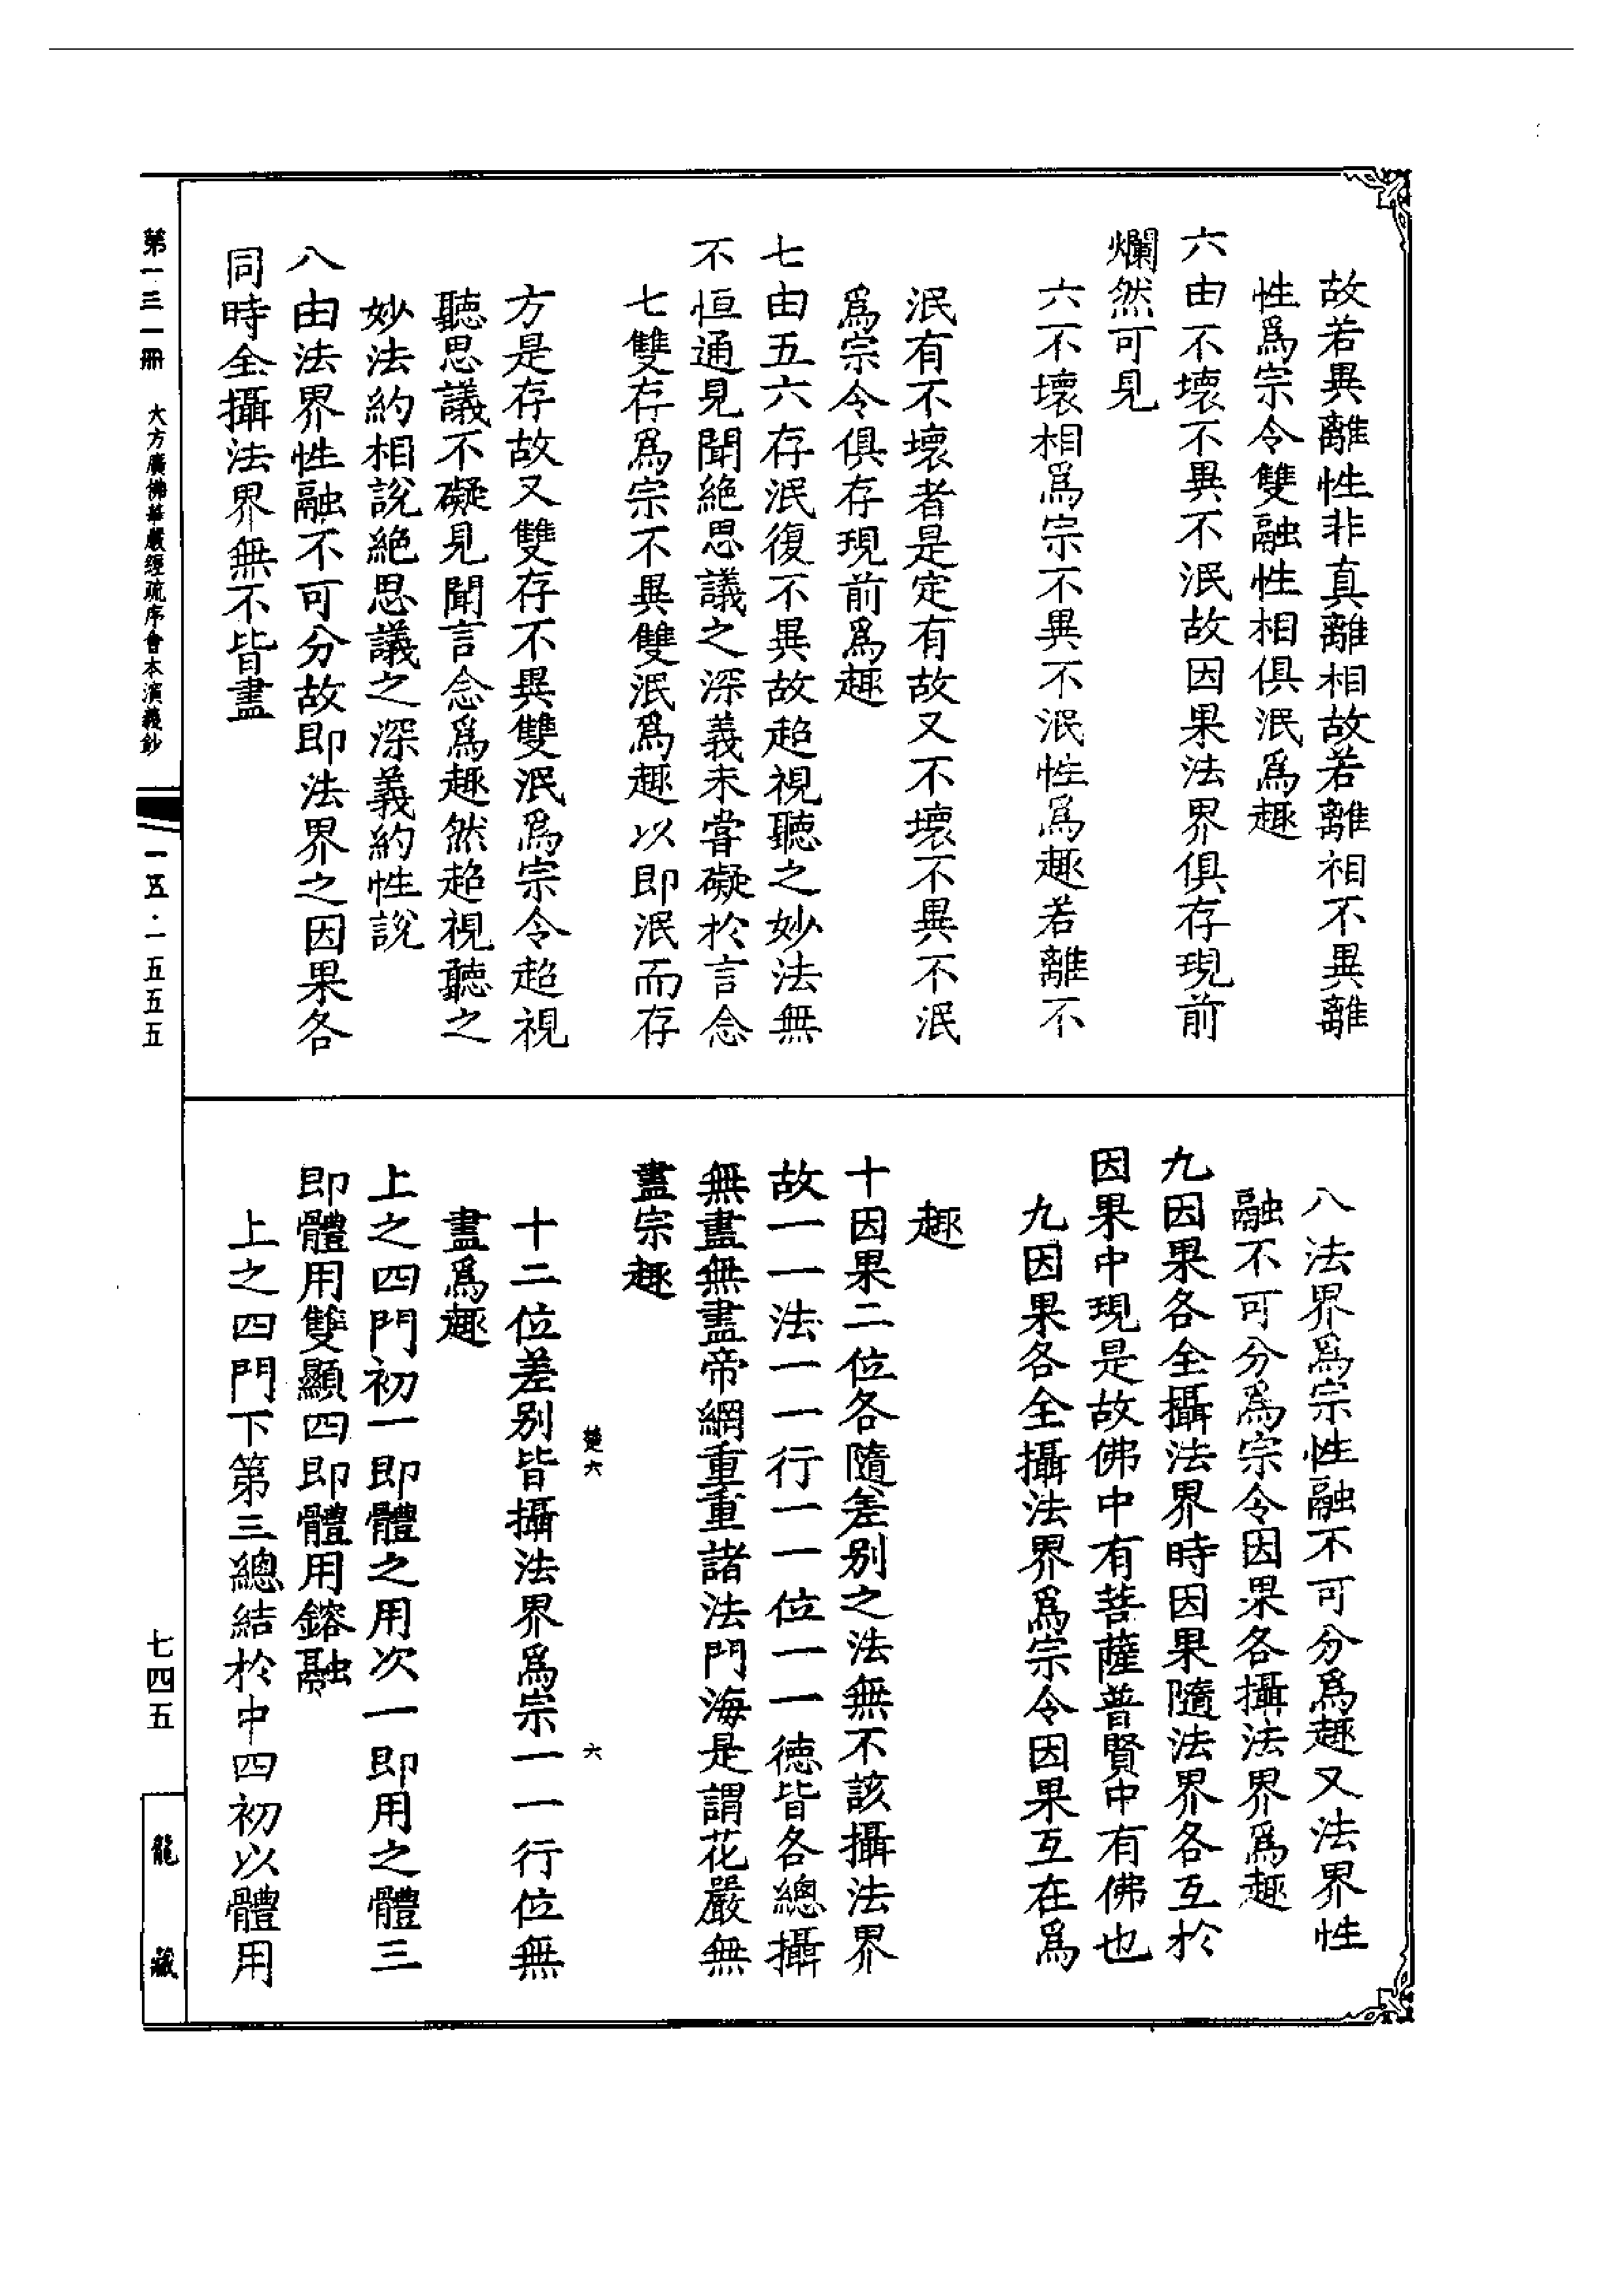 故若異離性非真離相故若離相不異離
性爲宗令雙融性相俱泯爲趣
六由不壞不異不泯故因果法界俱存現前
爛然可見
六不壞相爲宗不異不泯性爲趣若離不
泯有不壞者是定有故又不壞不異不泯
爲宗令俱存現前爲趣
七由五六存泯復不異故超視聽之妙法無
不恒通見聞絶思議之深義未甞礙於言念
七雙存爲宗不異雙泯爲趣以即泯而存
方是存故又雙存不異雙泯爲宗令超視
聽思議不礙見聞言念爲趣然超視聽之
妙法約相說絶思議之深義約性說
八由法界性融不可分故即法界之因果各
同時全攝法界無不皆盡
八法界爲宗性融不可分爲趣又法界性
融不可分爲宗令因果各攝法界爲趣
九因果各全攝法界時因果隨法界各互於
因果中現是故佛中有菩薩普賢中有佛也
九因果各全攝法界爲宗令因果互在爲
趣
十因果二位各隨差別之法無不該攝法界
故一一法一一行一一位一一德皆各總攝
無盡無盡帝網重重諸法門海是謂花嚴無
盡宗趣
楚六 六
十二位差別皆攝法界爲宗一一行位無
盡爲趣
上之四門初一即體之用次一即用之體三
即體用雙顯四即體用鎔融
上之四門下第三總結於中四初以體用
第一三一冊 大方廣佛華嚴經疏序會本演義鈔 一五·一五五五
七四五 龍藏